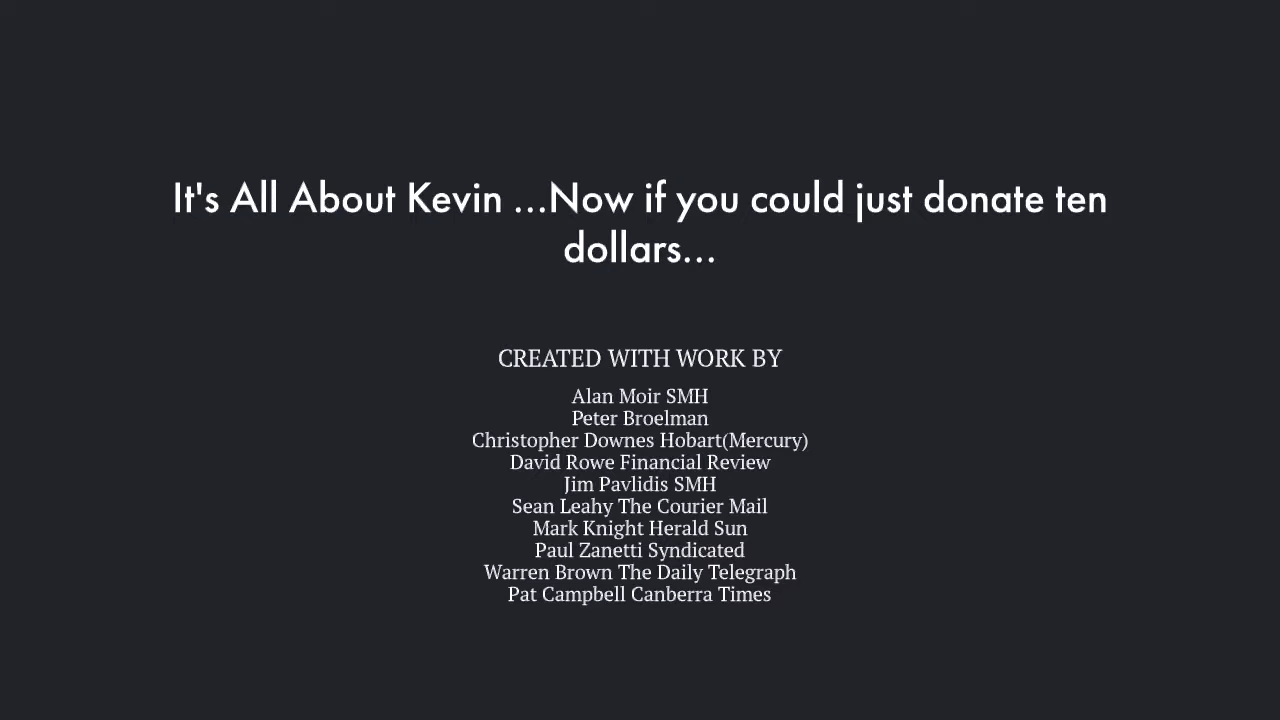 It's All About Kevin ...Now if you could just donate ten
dollars...
CREATED WITH WORK BY
Alan Moir SMH
Peter Broelman
Christopher Downes Hobart(Mercury)
David Rowe Financial Review
Jim Pavlidis SMH
Sean Leahy The Courier Mail
Mark Knight Herald Sun
Paul Zanetti Syndicated
Warren Brown The Daily Telegraph
Pat Campbell Canberra Times